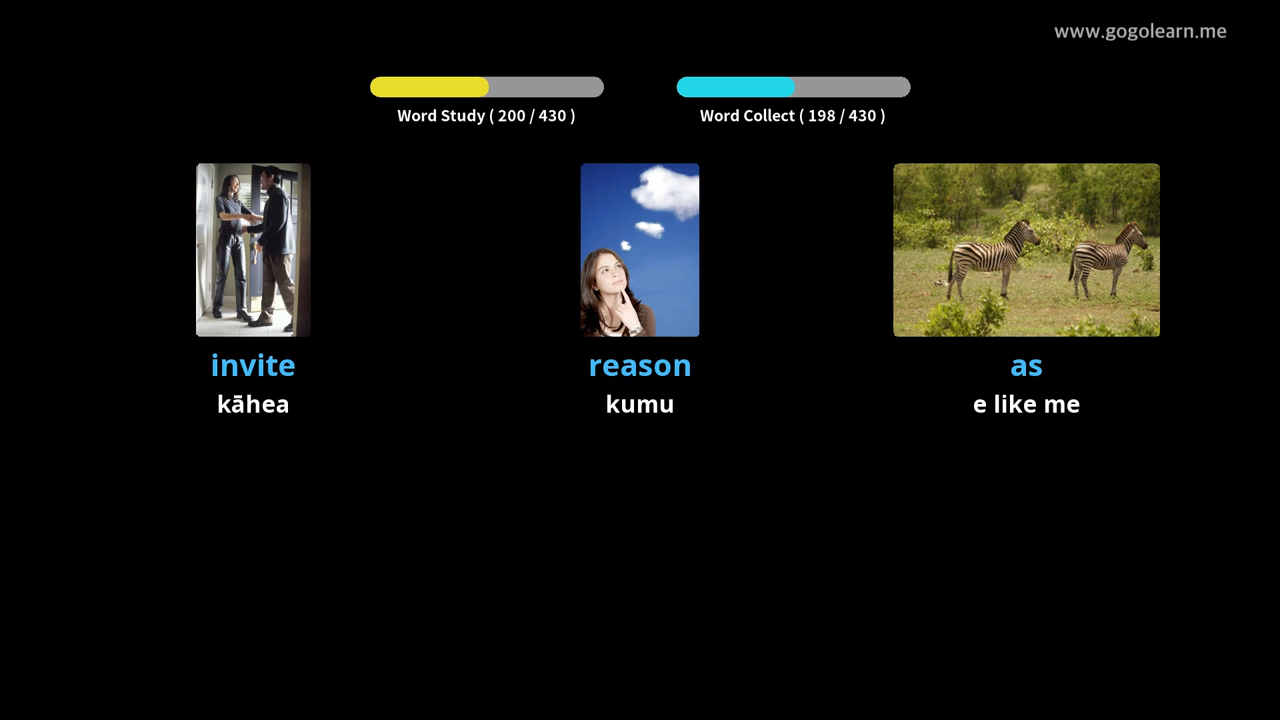 www.gogolearn.me
Word Study ( 200 / 430 )
Word Collect ( 198 / 430 )
invite
kāhea
reason
kumu
as
e like me